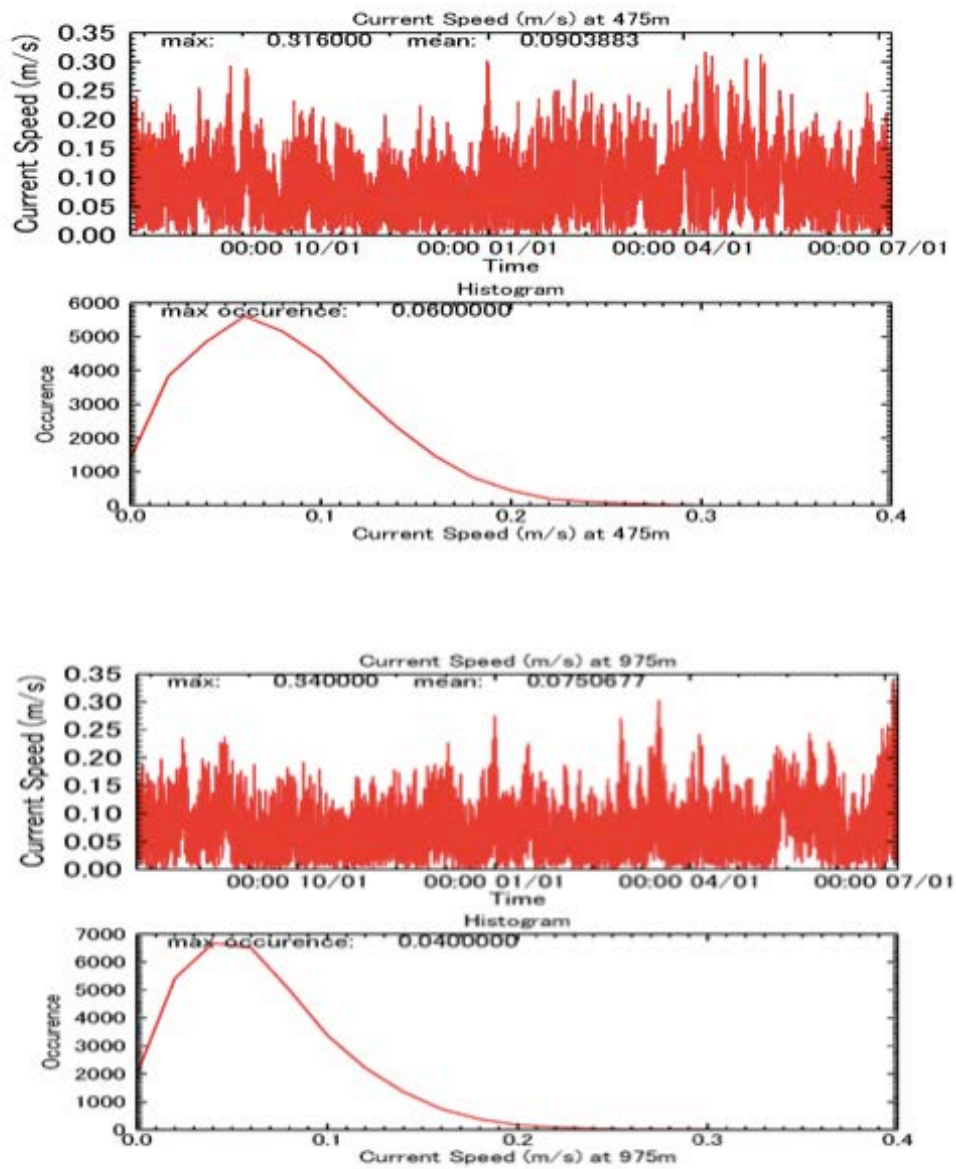 Current Speed (m/s) at 475m
max: 0.316000 mean: 0.0903883
Current Speed (m/s)
0.35
0.30
0.25
0.20
0.15
0.10
0.05
0.00
00:00 10/01 00:00 01/01 00:00 04/01 00:00 07/01
Time
Histogram
max occurence: 0.0600000
Occurence
6000
5000
4000
3000
2000
1000
0
0.0 0.1 0.2 0.3 0.4
Current Speed (m/s) at 475m
Current Speed (m/s) at 975m
max: 0.340000 mean: 0.0750677
Current Speed (m/s)
0.35
0.30
0.25
0.20
0.15
0.10
0.05
0.00
00:00 10/01 00:00 01/01 00:00 04/01 00:00 07/01
Time
Histogram
max occurence: 0.0400000
Occurence
7000
6000
5000
4000
3000
2000
1000
0
0.0 0.1 0.2 0.3 0.4
Current Speed (m/s) at 975m